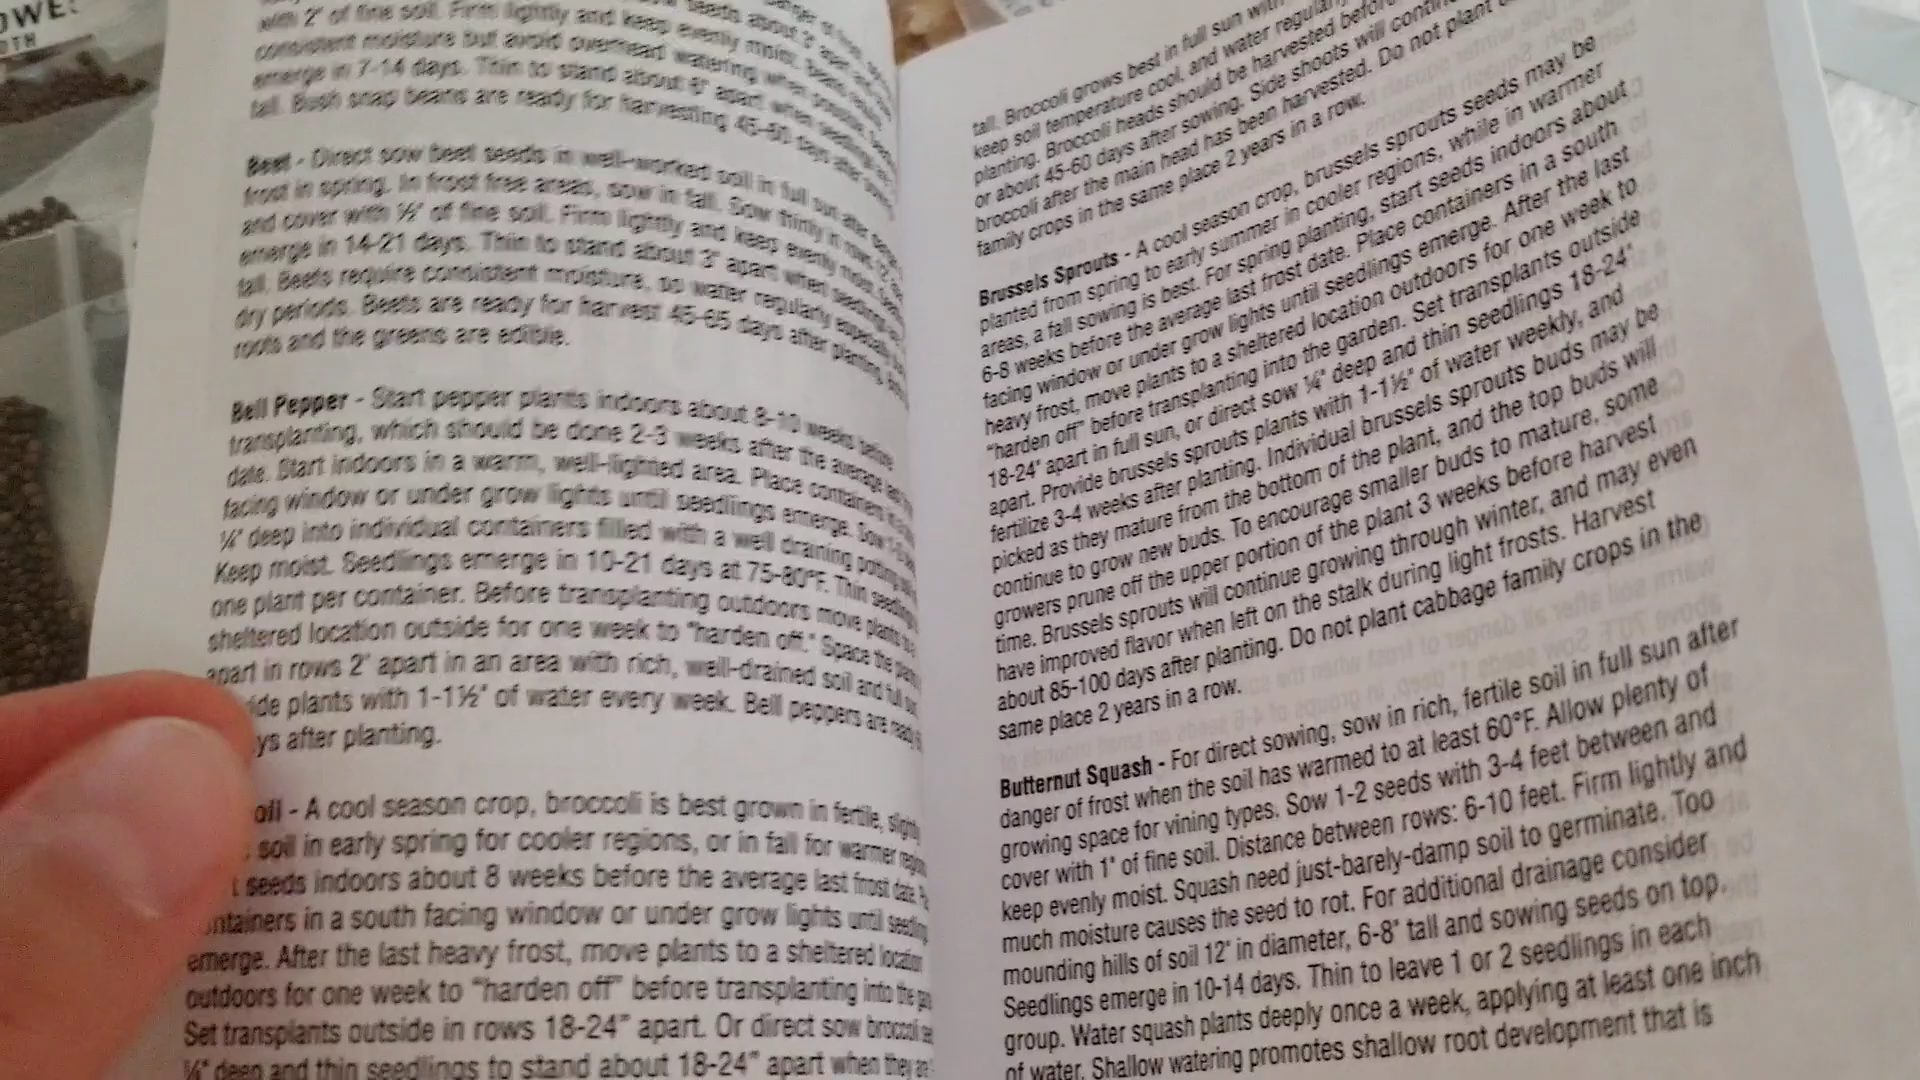 OWE
OTH
with 2" of fine soil. Firm lightly and keep evenly moist.
consistent moisture but avoid overhead watering when possible.
emerge in 7-14 days. Thin to stand about 4" apart when seedlings
tall. Bush snap beans are ready for harvesting 45-60 days after
Beet - Direct sow beet seeds in well-worked soil in full sun after
frost in spring. In frost free areas, sow in fall. Sow thinly in rows 12"
and cover with ½" of fine soil. Firm lightly and keep evenly moist.
emerge in 14-21 days. Thin to stand about 3" apart when seedlings
tall. Beets require consistent moisture, so water regularly especially
dry periods. Beets are ready for harvest 45-65 days after planting.
roots and the greens are edible.
Bell Pepper - Start pepper plants indoors about 8-10 weeks before
transplanting, which should be done 2-3 weeks after the average last
date. Start indoors in a warm, well-lighted area. Place containers in a
facing window or under grow lights until seedlings emerge. Sow
¼" deep into individual containers filled with a well draining potting
Keep moist. Seedlings emerge in 10-21 days at 75-80°F. Thin
one plant per container. Before transplanting outdoors move plants to a
sheltered location outside for one week to "harden off." Space the plants
apart in rows 2' apart in an area with rich, well-drained soil and full sun
ide plants with 1-1½" of water every week. Bell peppers are ready
ys after planting.
oli - A cool season crop, broccoli is best grown in fertile, slightly
soil in early spring for cooler regions, or in fall for warmer
t seeds indoors about 8 weeks before the average last frost date.
ntainers in a south facing window or under grow lights until
emerge. After the last heavy frost, move plants to a sheltered location
outdoors for one week to "harden off" before transplanting into the
Set transplants outside in rows 18-24" apart. Or direct sow broccoli
¼" deep and thin seedlings to stand about 18-24" apart when they are
tall. Broccoli grows best in full sun with
keep soil temperature cool, and water regularly
planting. Broccoli heads should be harvested before
or about 45-60 days after sowing. Side shoots will continue
broccoli after the main head has been harvested. Do not plant
family crops in the same place 2 years in a row.
Brussels Sprouts - A cool season crop, brussels sprouts seeds may be
planted from spring to early summer in cooler regions, while in warmer
areas, a fall sowing is best. For spring planting, start seeds indoors about
6-8 weeks before the average last frost date. Place containers in a south
facing window or under grow lights until seedlings emerge. After the last
heavy frost, move plants to a sheltered location outdoors for one week to
"harden off" before transplanting into the garden. Set transplants outside
18-24" apart in full sun, or direct sow ¼" deep and thin seedlings 18-24"
apart. Provide brussels sprouts plants with 1-1½" of water weekly, and
fertilize 3-4 weeks after planting. Individual brussels sprouts buds may be
picked as they mature from the bottom of the plant, and the top buds will
continue to grow new buds. To encourage smaller buds to mature, some
growers prune off the upper portion of the plant 3 weeks before harvest
time. Brussels sprouts will continue growing through winter, and may even
have improved flavor when left on the stalk during light frosts. Harvest
about 85-100 days after planting. Do not plant cabbage family crops in the
same place 2 years in a row.
Butternut Squash - For direct sowing, sow in rich, fertile soil in full sun after
danger of frost when the soil has warmed to at least 60°F. Allow plenty of
growing space for vining types. Sow 1-2 seeds with 3-4 feet between and
cover with 1" of fine soil. Distance between rows: 6-10 feet. Firm lightly and
keep evenly moist. Squash need just-barely-damp soil to germinate. Too
much moisture causes the seed to rot. For additional drainage consider
mounding hills of soil 12" in diameter, 6-8" tall and sowing seeds on top.
Seedlings emerge in 10-14 days. Thin to leave 1 or 2 seedlings in each
group. Water squash plants deeply once a week, applying at least one inch
of water. Shallow watering promotes shallow root development that is